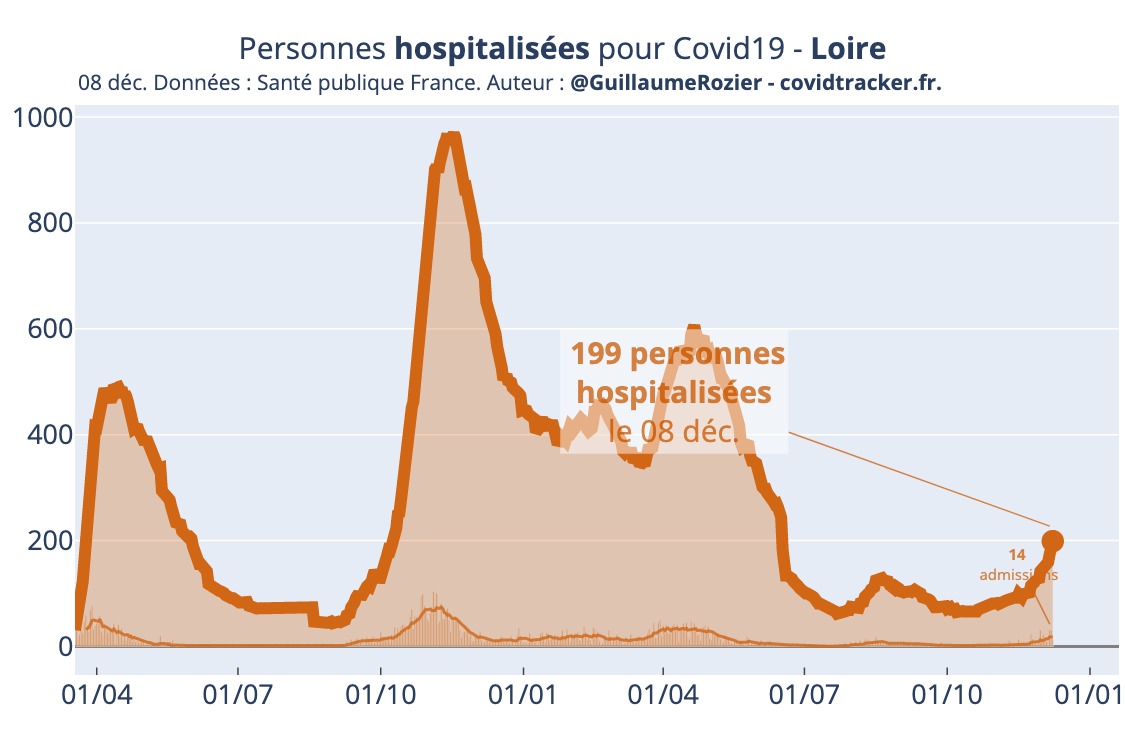 Personnes hospitalisées pour Covid19 - Loire
08 déc. Données : Santé publique France. Auteur : @GuillaumeRozier - covidtracker.fr.
1000
800
600
400
200
0
199 personnes
hospitalisées
le 08 déc.
14
admissions
01/04 01/07 01/10 01/01 01/04 01/07 01/10 01/01